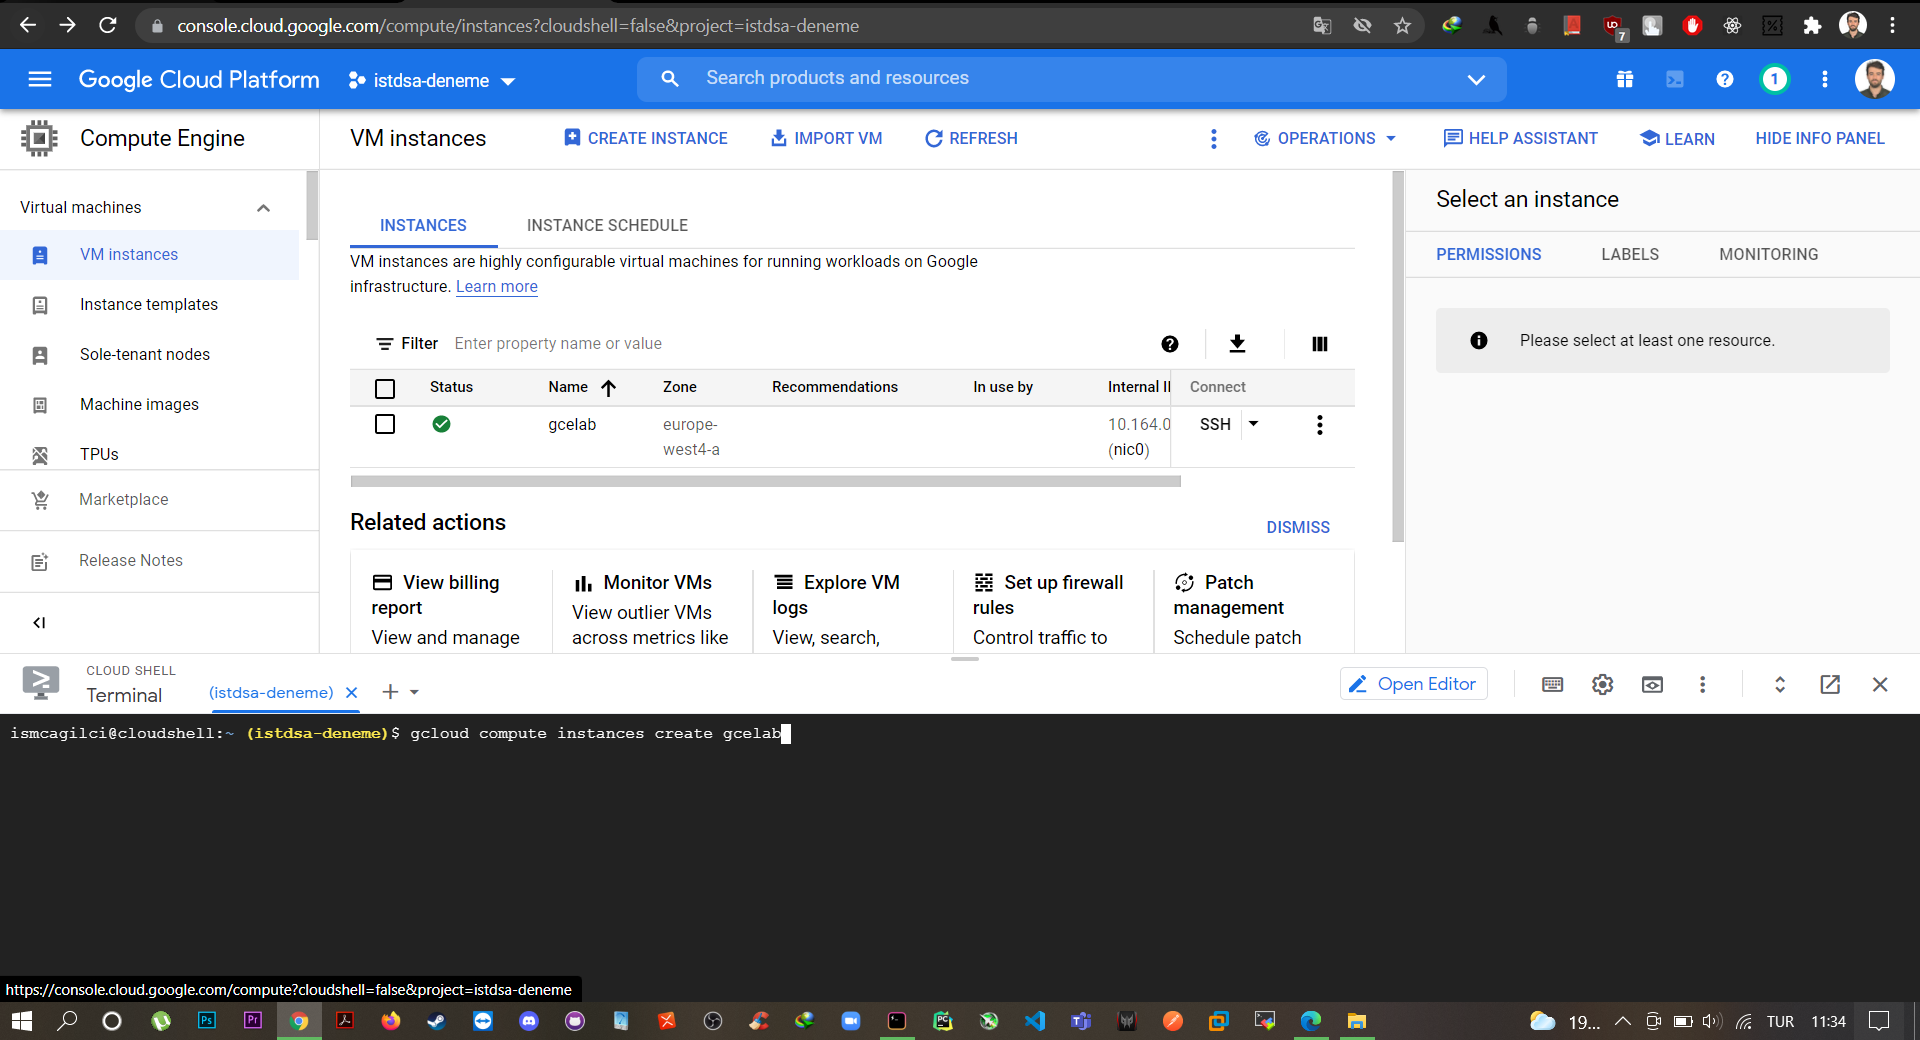 console.cloud.google.com/compute/instances?cloudshell=false&project=istdsa-deneme
7
Google Cloud Platform
istdsa-deneme
Search products and resources
1
Compute Engine
VM instances
CREATE INSTANCE
IMPORT VM
REFRESH
OPERATIONS
HELP ASSISTANT
LEARN
HIDE INFO PANEL
Virtual machines
VM instances
Instance templates
Sole-tenant nodes
Machine images
TPUs
Marketplace
Release Notes
INSTANCES
INSTANCE SCHEDULE
VM instances are highly configurable virtual machines for running workloads on Google
infrastructure. Learn more
Filter
Enter property name or value
Status
Name
Zone
Recommendations
In use by
Internal I
Connect
gcelab
europe-
west4-a
10.164.0
(nic0)
SSH
Related actions
DISMISS
View billing
report
View and manage
Monitor VMs
View outlier VMs
across metrics like
Explore VM
logs
View, search,
Set up firewall
rules
Control traffic to
Patch
management
Schedule patch
Select an instance
PERMISSIONS
LABELS
MONITORING
Please select at least one resource.
CLOUD SHELL
Terminal
(istdsa-deneme)
Open Editor
ismcagilci@cloudshell:~ (istdsa-deneme)$ gcloud compute instances create gcelab
https://console.cloud.google.com/compute?cloudshell=false&project=istdsa-deneme
Ps
Pr
19...
TUR
11:34